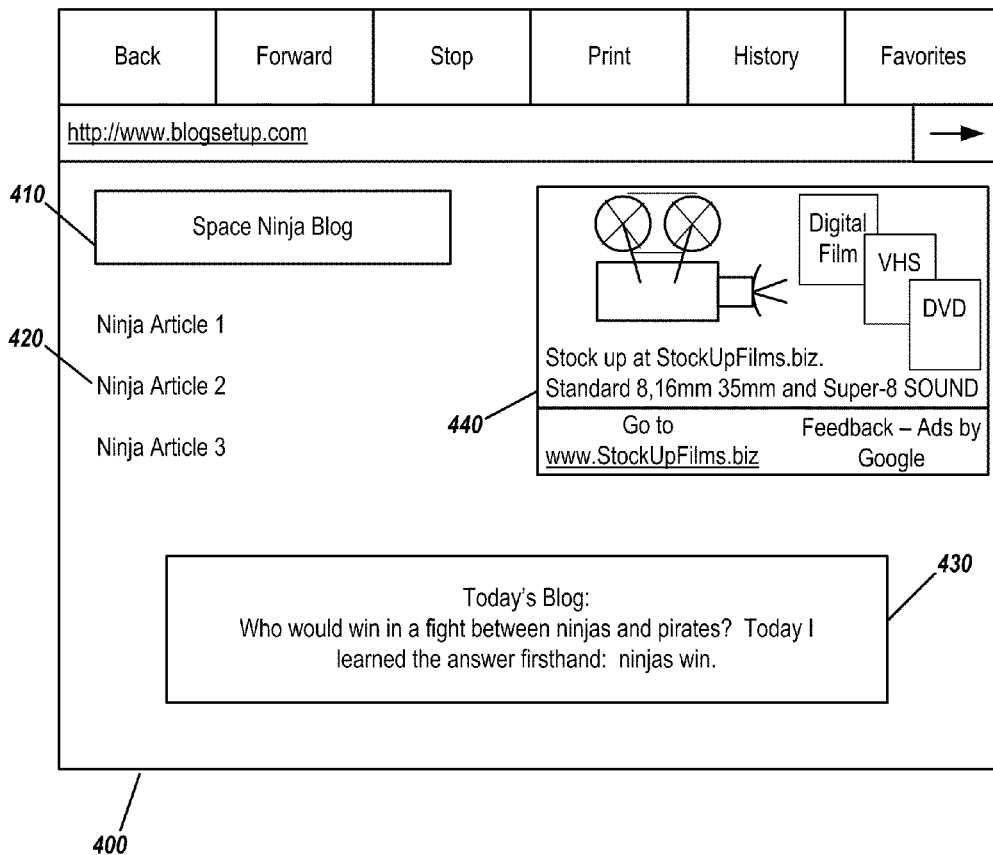 Back
Forward
Stop
Print
History
Favorites
http://www.blogsetup.com
410
Space Ninja Blog
Digital
Film
VHS
DVD
Ninja Article 1
420
Ninja Article 2
Ninja Article 3
Stock up at StockUpFilms.biz.
Standard 8,16mm 35mm and Super-8 SOUND
440
Go to
www.StockUpFilms.biz
Feedback – Ads by
Google
430
Today's Blog:
Who would win in a fight between ninjas and pirates? Today I
learned the answer firsthand: ninjas win.
400